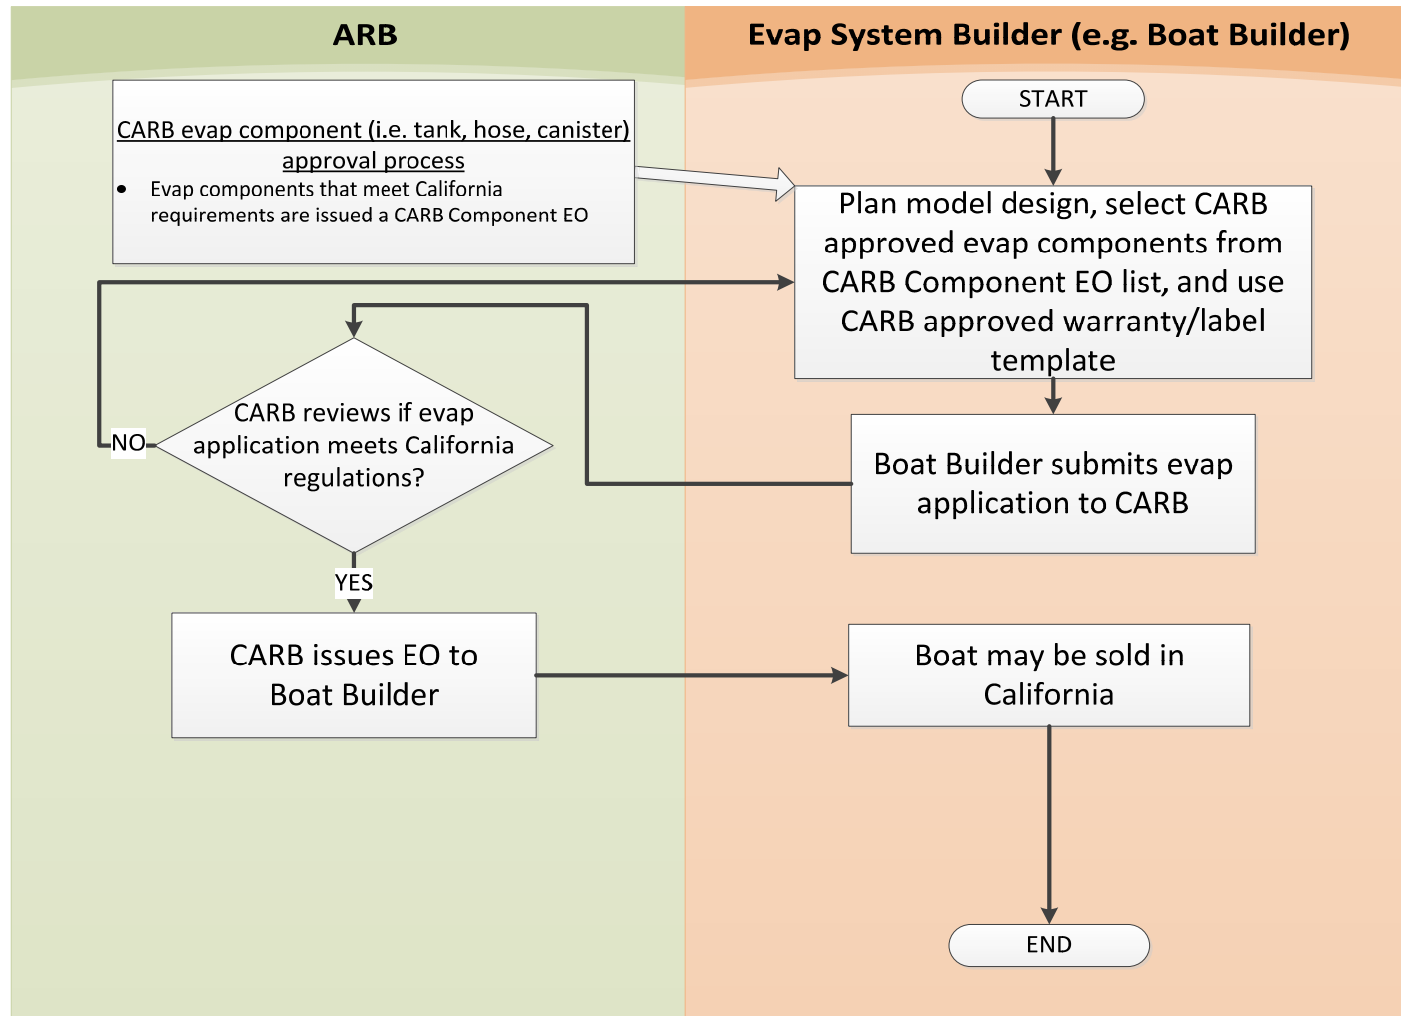 ARB
Evap System Builder (e.g. Boat Builder)
START
CARB evap component (i.e. tank, hose, canister)
approval process
• Evap components that meet California
requirements are issued a CARB Component EO
Plan model design, select CARB
approved evap components from
CARB Component EO list, and use
CARB approved warranty/label
template
CARB reviews if evap
application meets California
regulations?
NO
Boat Builder submits evap
application to CARB
YES
CARB issues EO to
Boat Builder
Boat may be sold in
California
END